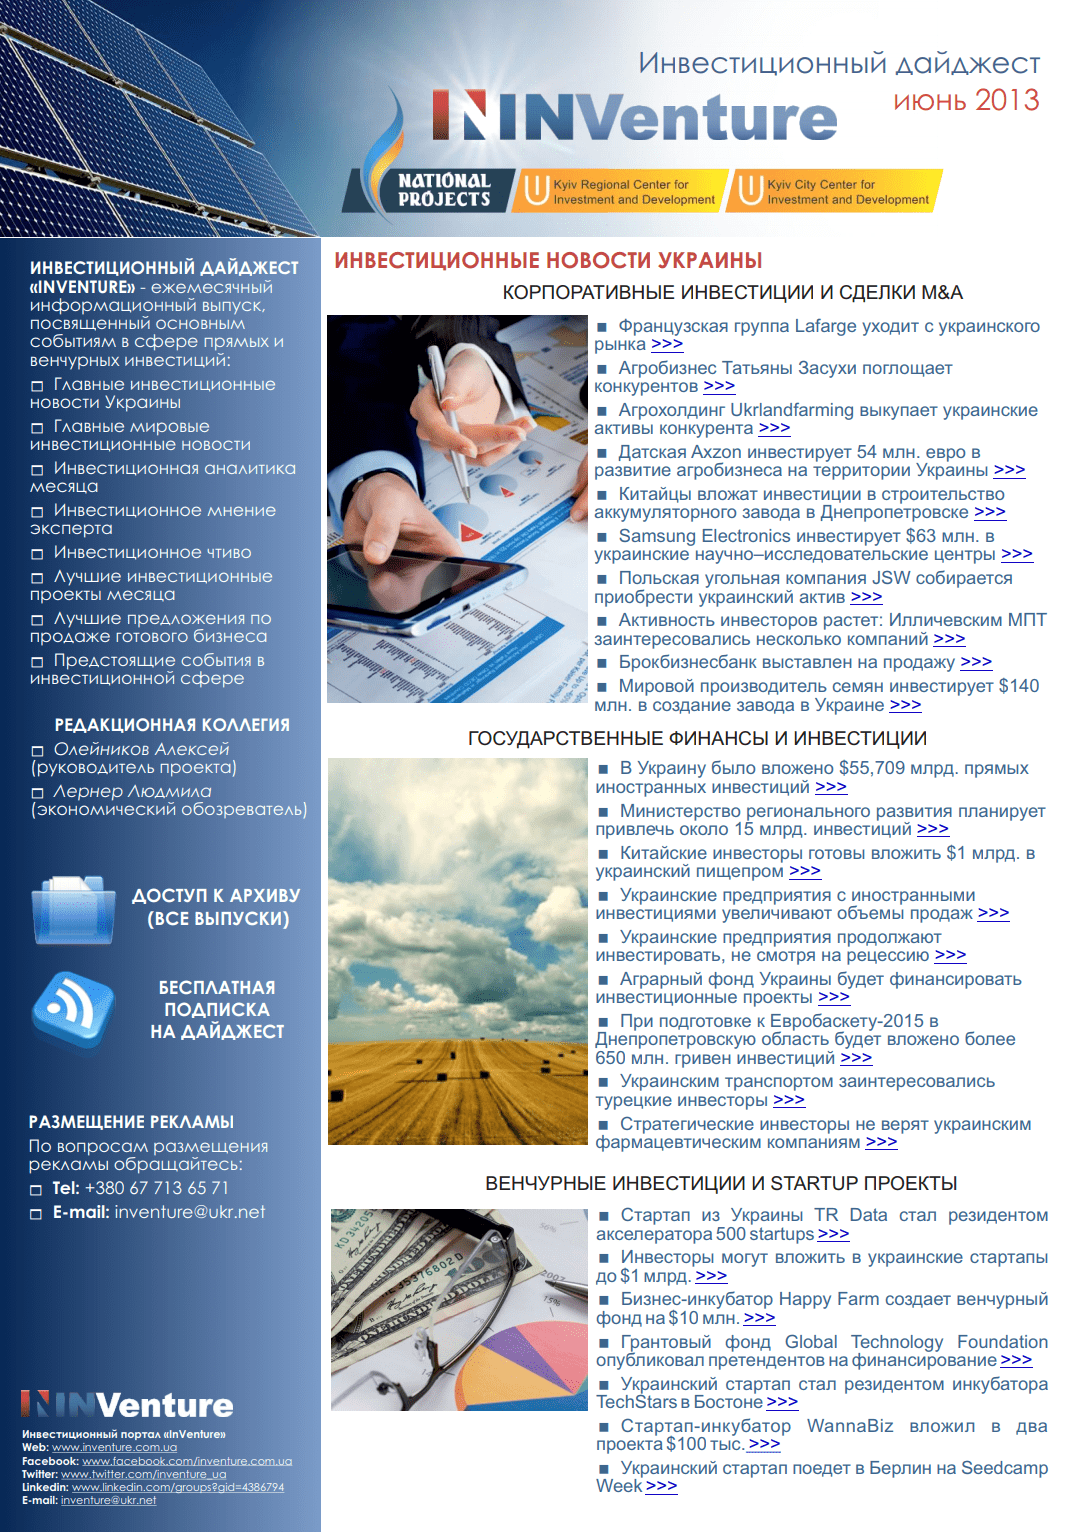 Инвестиционный дайджест
июнь 2013
INVenture
NATIONAL
PROJECTS
Kyiv Regional Center for
Investment and Development
Kyiv City Center for
Investment and Development
ИНВЕСТИЦИОННЫЙ ДАЙДЖЕСТ
«INVENTURE» - ежемесячный
информационный выпуск,
посвященный основным
событиям в сфере прямых и
венчурных инвестиций:
Главные инвестиционные
новости Украины
Главные мировые
инвестиционные новости
Инвестиционная аналитика
месяца
Инвестиционное мнение
эксперта
Инвестиционное чтиво
Лучшие инвестиционные
проекты месяца
Лучшие предложения по
продаже готового бизнеса
Предстоящие события в
инвестиционной сфере
РЕДАКЦИОННАЯ КОЛЛЕГИЯ
Олейников Алексей
(руководитель проекта)
Лернер Людмила
(экономический обозреватель)
ДОСТУП К АРХИВУ
(ВСЕ ВЫПУСКИ)
БЕСПЛАТНАЯ
ПОДПИСКА
НА ДАЙДЖЕСТ
РАЗМЕЩЕНИЕ РЕКЛАМЫ
По вопросам размещения
рекламы обращайтесь:
Tel: +380 67 713 65 71
E-mail: inventure@ukr.net
INVenture
Инвестиционный портал «InVenture»
Web: www.inventure.com.ua
Facebook: www.facebook.com/inventure.com.ua
Twitter: www.twitter.com/inventure_ua
Linkedin: www.linkedin.com/groups?gid=4386794
E-mail: inventure@ukr.net
ИНВЕСТИЦИОННЫЕ НОВОСТИ УКРАИНЫ
КОРПОРАТИВНЫЕ ИНВЕСТИЦИИ И СДЕЛКИ M&A
■ Французская группа Lafarge уходит с украинского
рынка >>>
■ Агробизнес Татьяны Засухи поглощает
конкурентов >>>
■ Агрохолдинг Ukrlandfarming выкупает украинские
активы конкурента >>>
■ Датская Axzon инвестирует 54 млн. евро в
развитие агробизнеса на территории Украины >>>
■ Китайцы вложат инвестиции в строительство
аккумуляторного завода в Днепропетровске >>>
■ Samsung Electronics инвестирует $63 млн. в
украинские научно–исследовательские центры >>>
■ Польская угольная компания JSW собирается
приобрести украинский актив >>>
■ Активность инвесторов растет: Илличевским МПТ
заинтересовались несколько компаний >>>
■ Брокбизнесбанк выставлен на продажу >>>
■ Мировой производитель семян инвестирует $140
млн. в создание завода в Украине >>>
ГОСУДАРСТВЕННЫЕ ФИНАНСЫ И ИНВЕСТИЦИИ
■ В Украину было вложено $55,709 млрд. прямых
иностранных инвестиций >>>
■ Министерство регионального развития планирует
привлечь около 15 млрд. инвестиций >>>
■ Китайские инвесторы готовы вложить $1 млрд. в
украинский пищепром >>>
■ Украинские предприятия с иностранными
инвестициями увеличивают объемы продаж >>>
■ Украинские предприятия продолжают
инвестировать, не смотря на рецессию >>>
■ Аграрный фонд Украины будет финансировать
инвестиционные проекты >>>
■ При подготовке к Евробаскету-2015 в
Днепропетровскую область будет вложено более
650 млн. гривен инвестиций >>>
■ Украинским транспортом заинтересовались
турецкие инвесторы >>>
■ Стратегические инвесторы не верят украинским
фармацевтическим компаниям >>>
ВЕНЧУРНЫЕ ИНВЕСТИЦИИ И STARTUP ПРОЕКТЫ
■ Стартап из Украины TR Data стал резидентом
акселератора 500 startups >>>
■ Инвесторы могут вложить в украинские стартапы
до $1 млрд. >>>
■ Бизнес-инкубатор Happy Farm создает венчурный
фонд на $10 млн. >>>
■ Грантовый фонд Global Technology Foundation
опубликовал претендентов на финансирование >>>
■ Украинский стартап стал резидентом инкубатора
TechStars в Бостоне >>>
■ Стартап-инкубатор WannaBiz вложил в два
проекта $100 тыс. >>>
■ Украинский стартап поедет в Берлин на Seedcamp
Week >>>